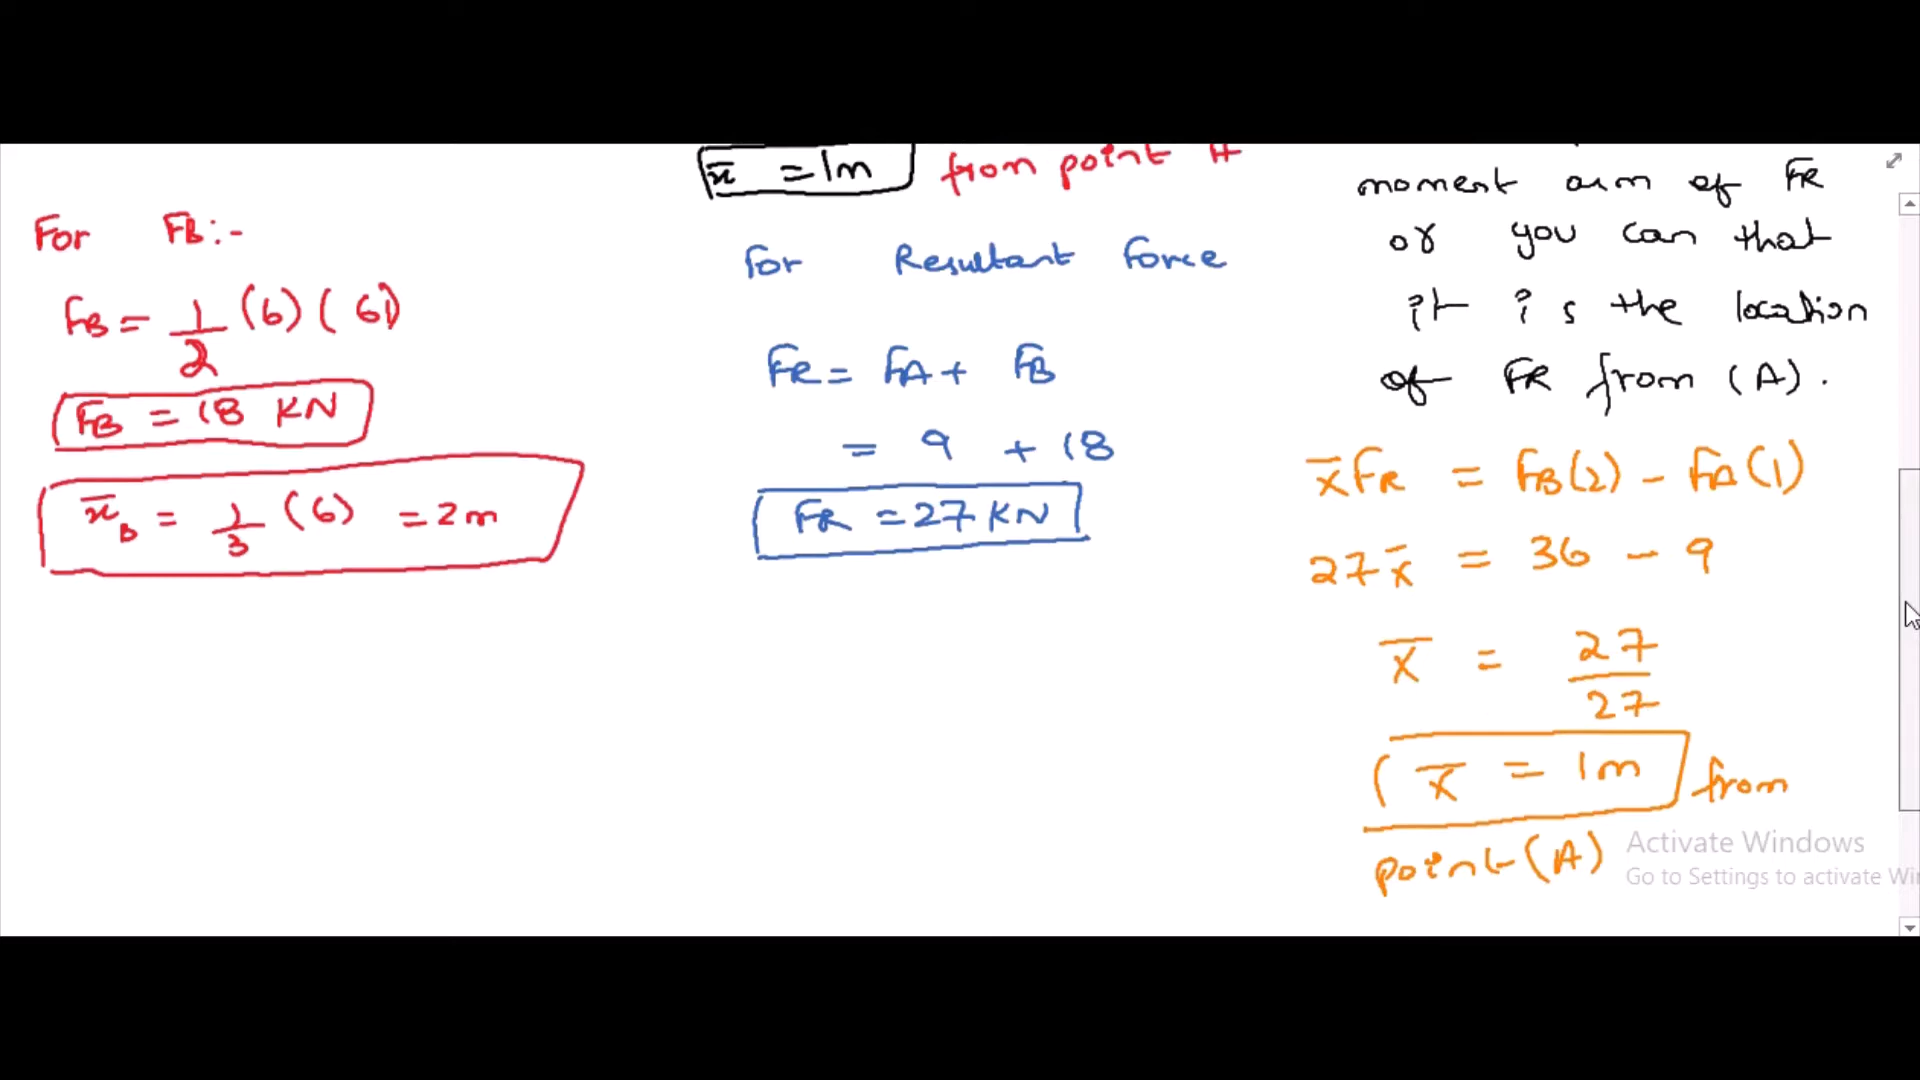 For FB:-
FB = 1/2 (6)(6)
FB = 18 KN
x̄B = 1/3 (6) = 2m
x̄ = 1m from point A
For Resultant Force
FR = FA + FB
= 9 + 18
FR = 27 KN
moment arm of FR
or you can that
it is the location
of FR from (A).
x̄FR = FB(2) - FA(1)
27x̄ = 36 - 9
x̄ = 27/27
x̄ = 1m from
point (A)
Activate Windows
Go to Settings to activate Wi